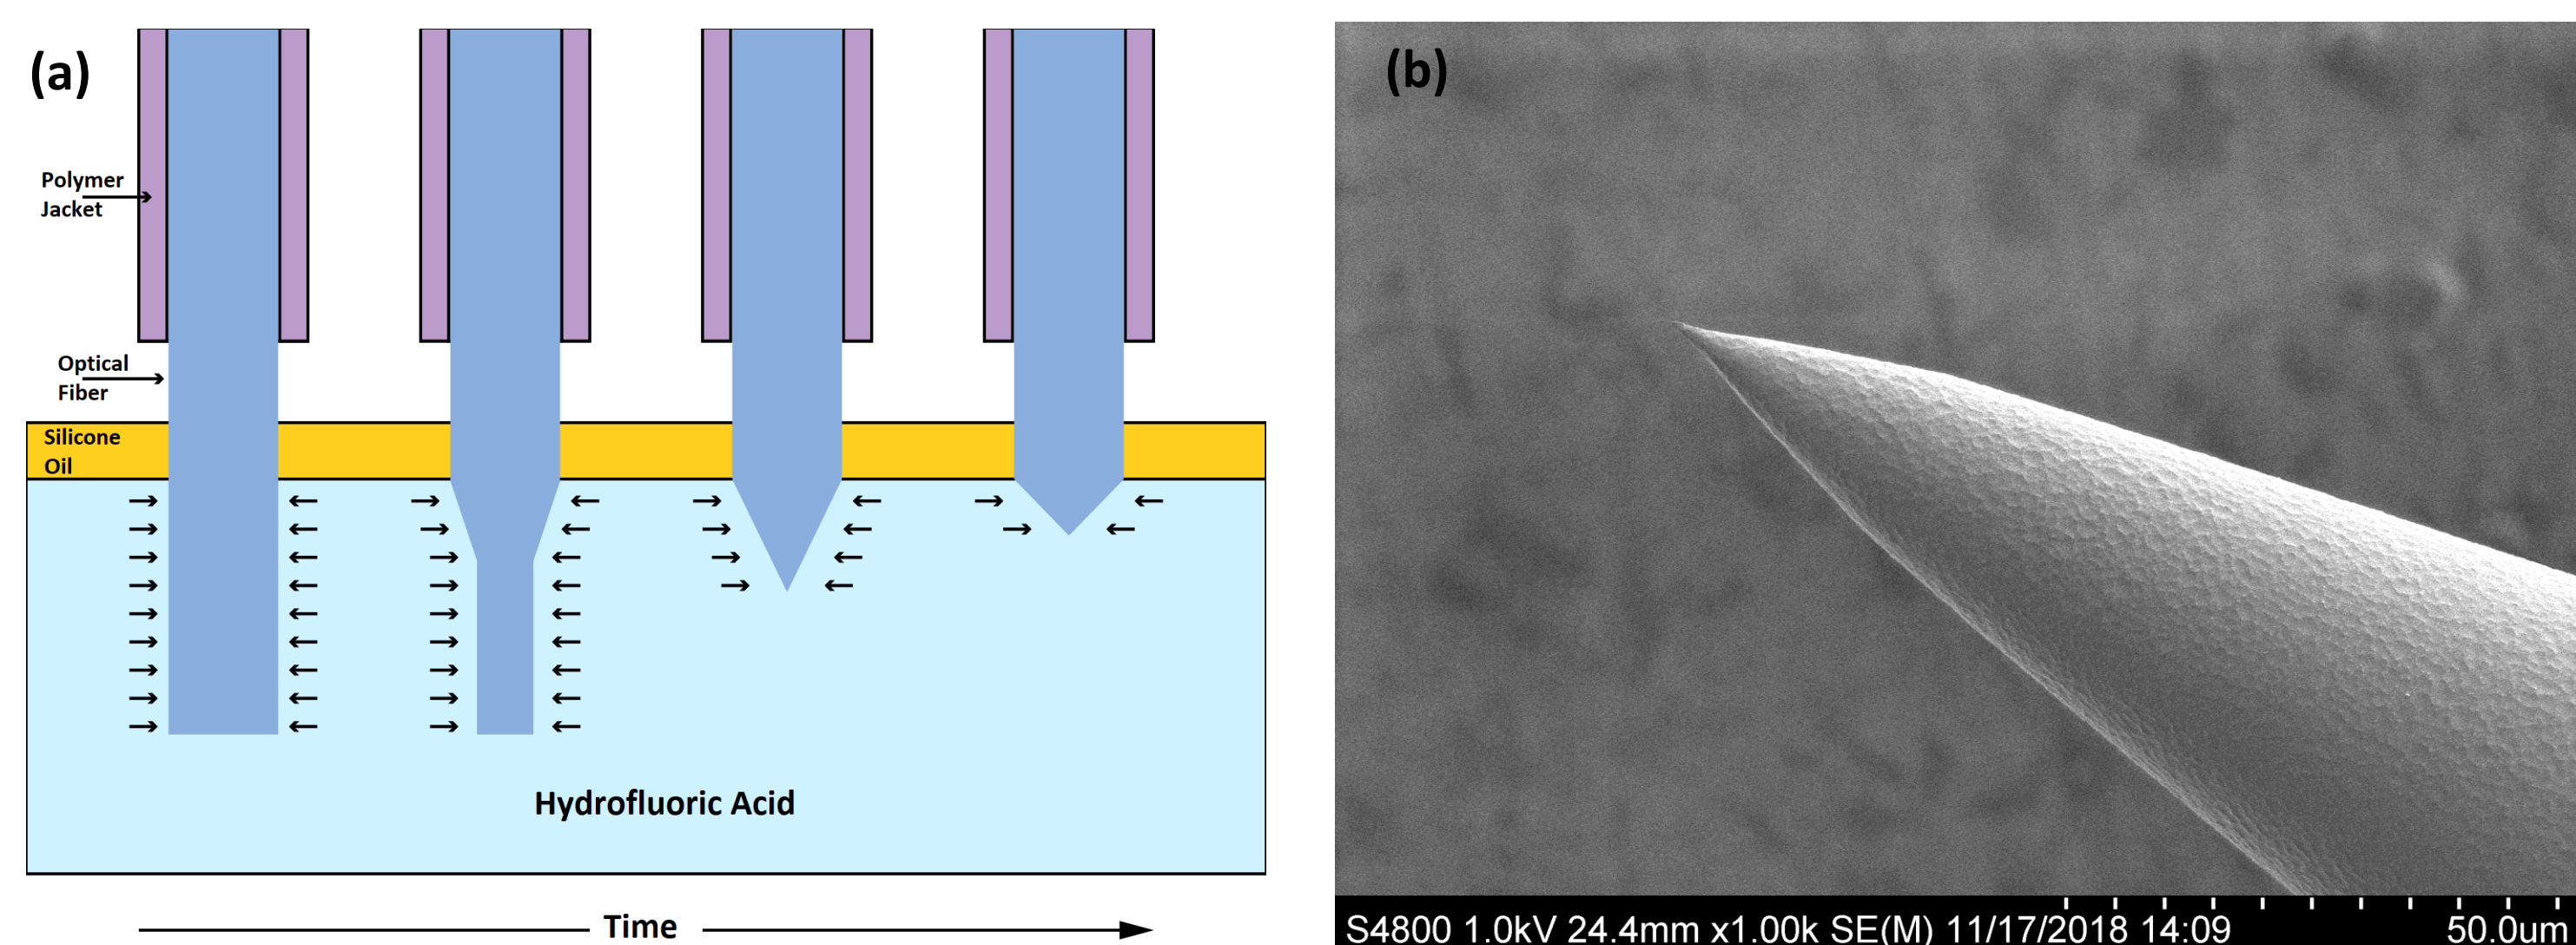 (a)
Polymer
Jacket
Optical
Fiber
Silicone
Oil
Hydrofluoric Acid
Time
(b)
S4800 1.0kV 24.4mm x1.00k SE(M) 11/17/2018 14:09 50.0um